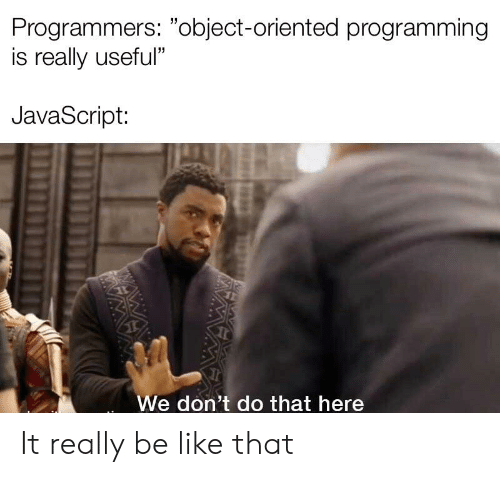 Programmers: ”object-oriented programming
is really useful”
JavaScript:
We don't do that here
It really be like that